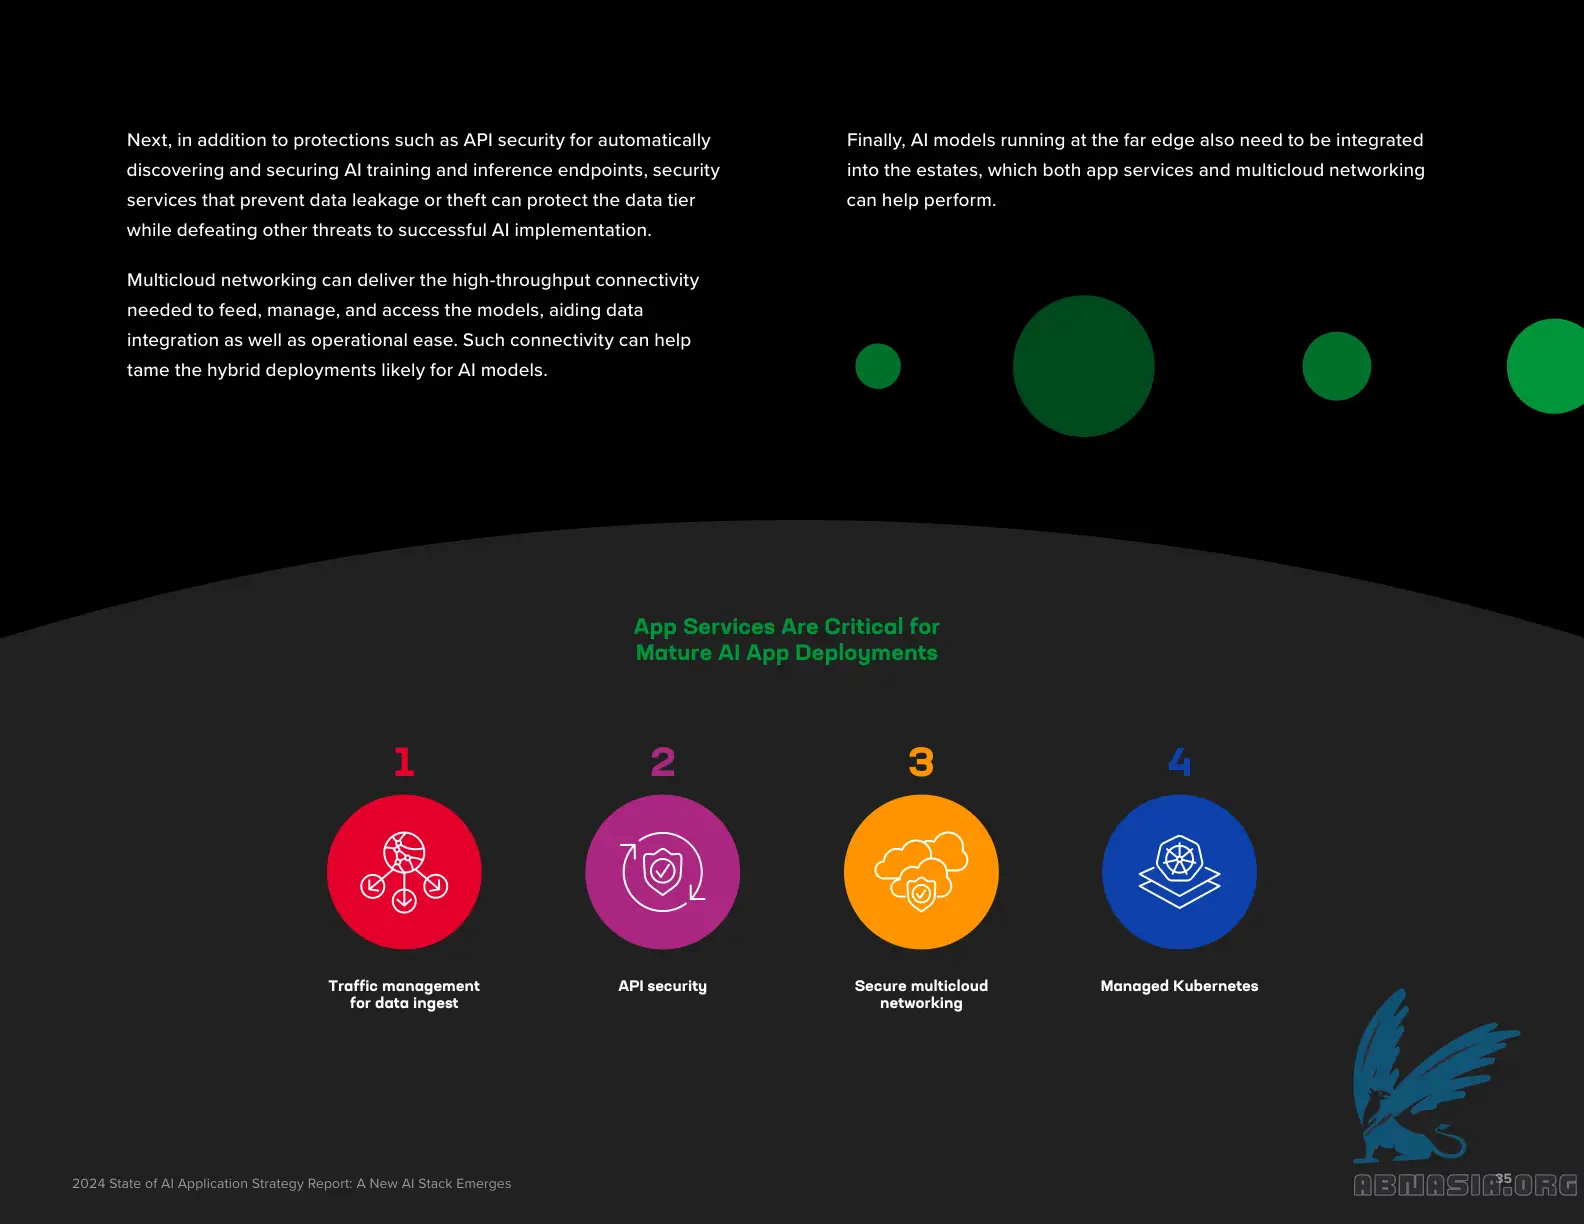 Next, in addition to protections such as API security for automatically
discovering and securing AI training and inference endpoints, security
services that prevent data leakage or theft can protect the data tier
while defeating other threats to successful AI implementation.
Multicloud networking can deliver the high-throughput connectivity
needed to feed, manage, and access the models, aiding data
integration as well as operational ease. Such connectivity can help
tame the hybrid deployments likely for AI models.
Finally, AI models running at the far edge also need to be integrated
into the estates, which both app services and multicloud networking
can help perform.
App Services Are Critical for
Mature AI App Deployments
1
2
3
4
Traffic management
for data ingest
API security
Secure multicloud
networking
Managed Kubernetes
2024 State of AI Application Strategy Report: A New AI Stack Emerges
35
ABNASIA.ORG